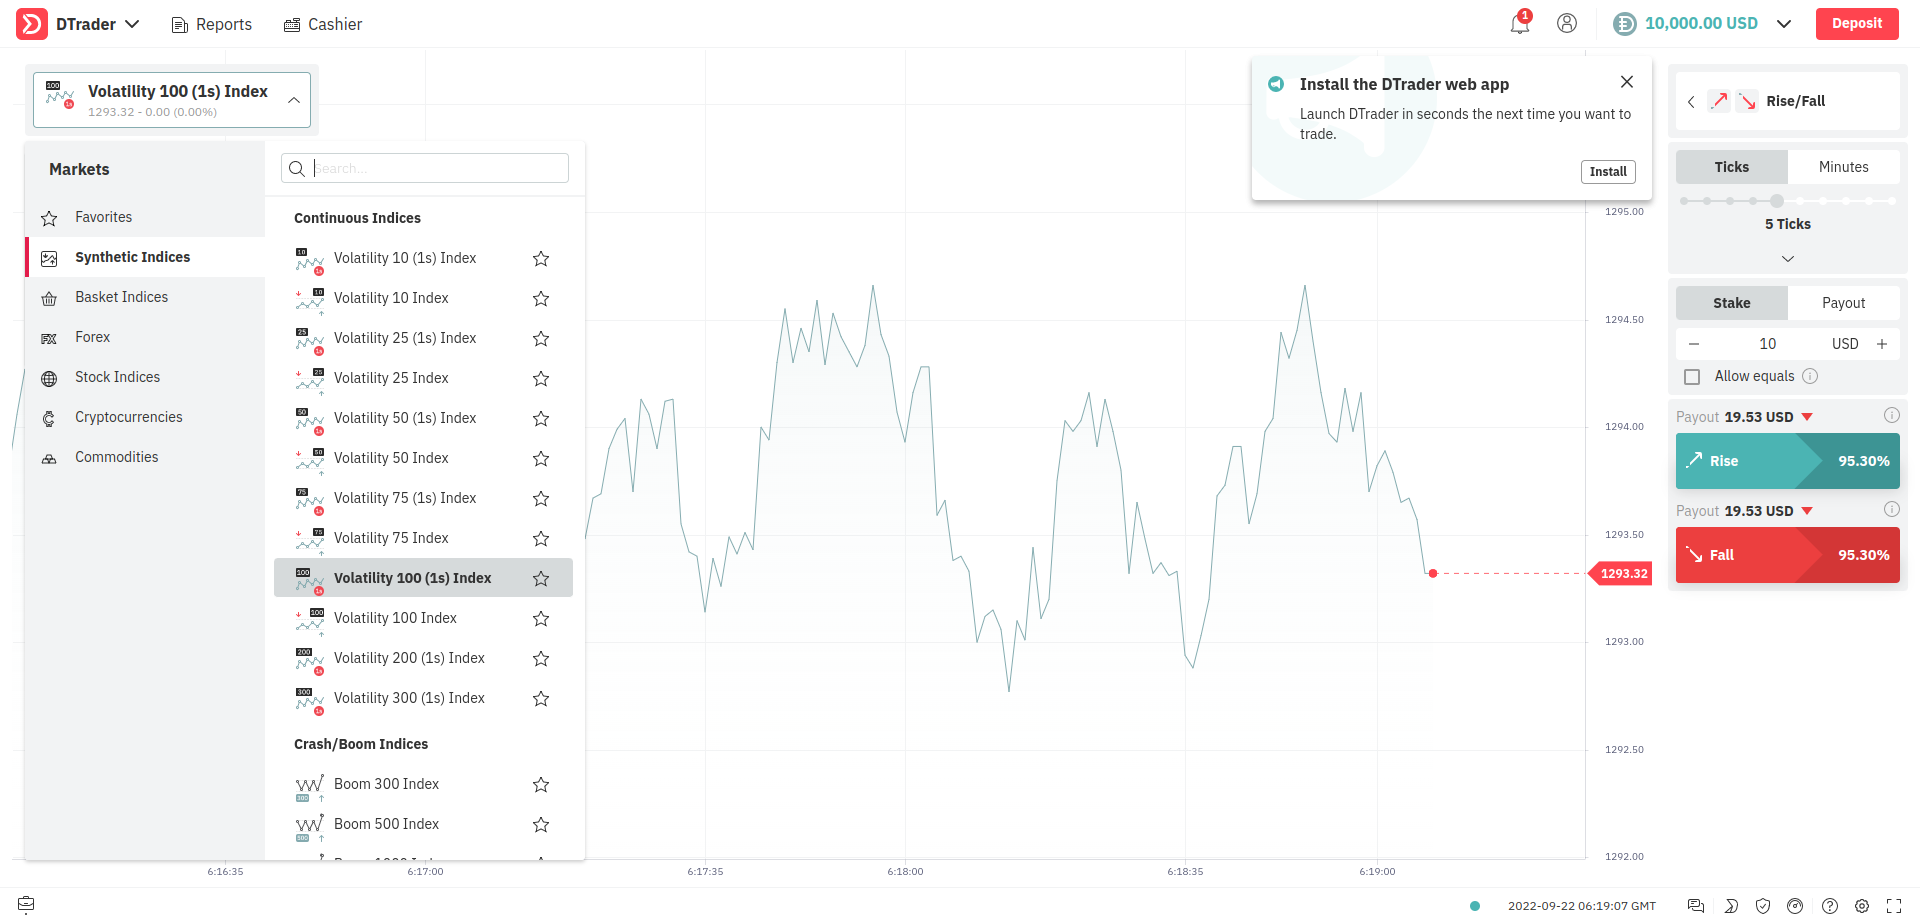 DTrader
Reports
Cashier
1
10,000.00 USD
Deposit
100
1s
Volatility 100 (1s) Index
1293.32 - 0.00 (0.00%)
Markets
Favorites
Synthetic Indices
Basket Indices
Forex
Stock Indices
Cryptocurrencies
Commodities
Search...
Continuous Indices
Volatility 10 (1s) Index
Volatility 10 Index
Volatility 25 (1s) Index
Volatility 25 Index
Volatility 50 (1s) Index
Volatility 50 Index
Volatility 75 (1s) Index
Volatility 75 Index
Volatility 100 (1s) Index
Volatility 100 Index
Volatility 200 (1s) Index
Volatility 300 (1s) Index
Crash/Boom Indices
Boom 300 Index
Boom 500 Index
Install the DTrader web app
Launch DTrader in seconds the next time you want to
trade.
Install
1295.00
1294.50
1294.00
1293.50
1293.32
1293.00
1292.50
1292.00
6:16:35
6:17:00
6:17:35
6:18:00
6:18:35
6:19:00
Rise/Fall
Ticks
Minutes
5 Ticks
Stake
Payout
10
USD
Allow equals
Payout 19.53 USD
Rise
95.30%
Payout 19.53 USD
Fall
95.30%
2022-09-22 06:19:07 GMT